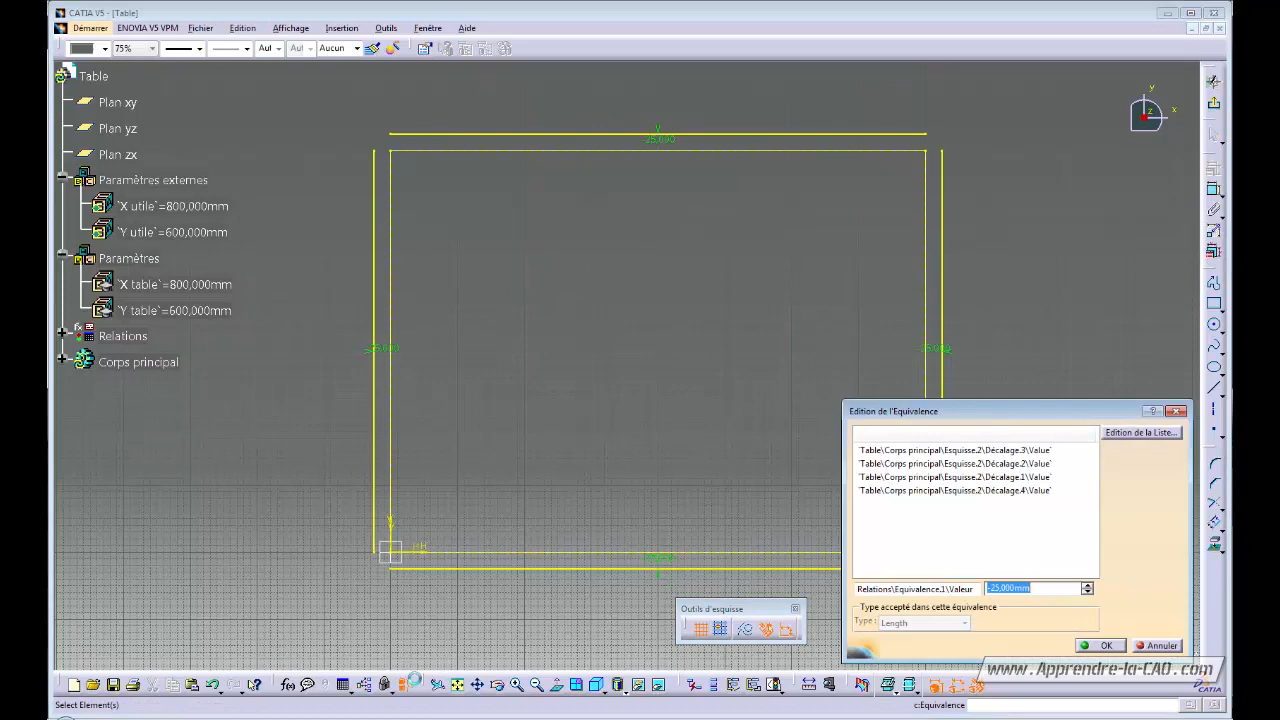 CATIA V5 - [Table]
Démarrer ENOVIA V5 VPM Fichier Edition Affichage Insertion Outils Fenêtre Aide
75% Aut Aut Aucun
Table
Plan xy
Plan yz
Plan zx
Paramètres externes
`X utile`=800,000mm
`Y utile`=600,000mm
Paramètres
`X table`=800,000mm
`Y table`=600,000mm
Relations
Corps principal
y
x
z
-25,000
V
H
Edition de l'Equivalence
Edition de la Liste...
`Table\Corps principal\Esquisse.2\Décalage.3\Value`
`Table\Corps principal\Esquisse.2\Décalage.2\Value`
`Table\Corps principal\Esquisse.2\Décalage.1\Value`
`Table\Corps principal\Esquisse.2\Décalage.4\Value`
Relations\Equivalence.1\Valeur -25,000mm
Type accepté dans cette équivalence
Type : Length
OK Annuler
Outils d'esquisse
www.Apprendre-la-CAO.com
CATIA
Select Element(s) c:Equivalence